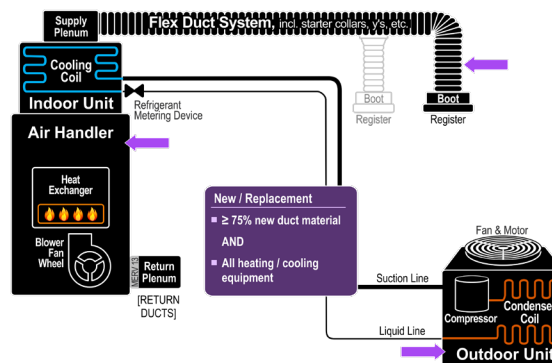 Supply
Plenum
Flex Duct System, incl. starter collars, y's, etc.
Cooling
Coil
Indoor Unit
Refrigerant
Metering Device
Boot
Register
Boot
Register
Air Handler
Heat
Exchanger
Blower
Fan
Wheel
MERV 13
Return
Plenum
[RETURN
DUCTS]
New / Replacement
≥ 75% new duct material
AND
All heating / cooling
equipment
Fan & Motor
Suction Line
Compressor
Condense
Coil
Liquid Line
Outdoor Unit